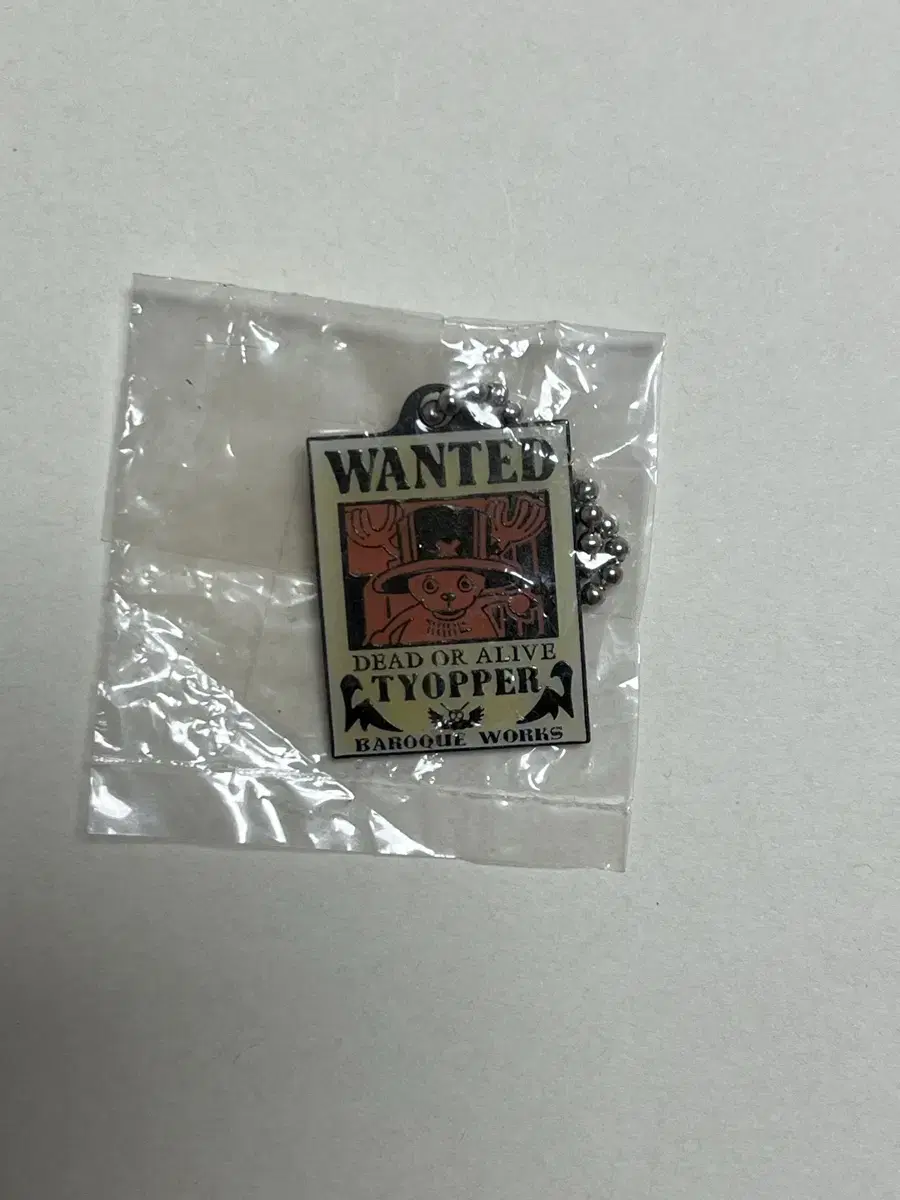 WANTED
DEAD OR ALIVE
TYOPPER
BAROQUE WORKS